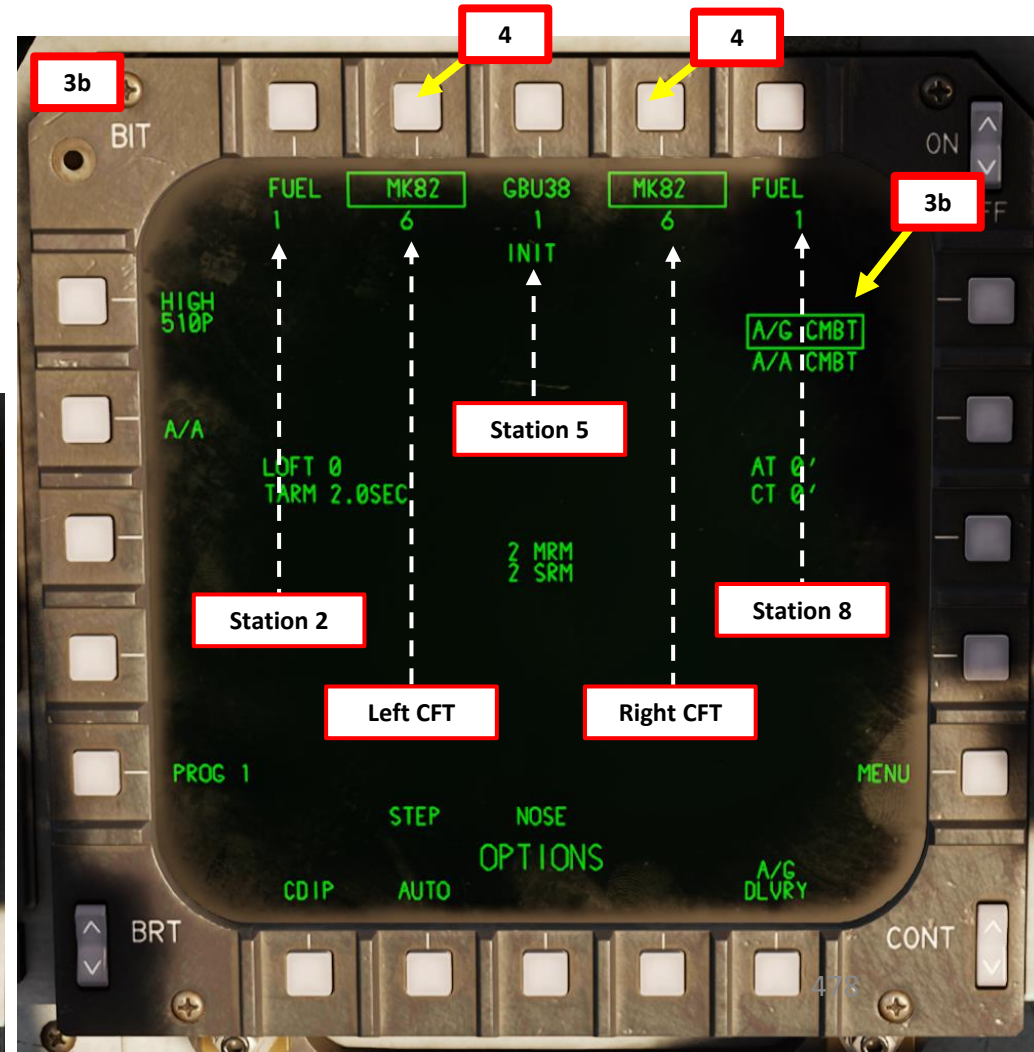 4
4
3b
BIT
ON
3b
FUEL MK82 GBU38 MK82 FUEL
1 6 1 6 1
INIT
HIGH
510P
A/G CMBT
A/A CMBT
A/A
Station 5
LOFT 0
TARM 2.0SEC
AT 0'
CT 0'
2 MRM
2 SRM
Station 2
Station 8
Left CFT
Right CFT
PROG 1
MENU
STEP NOSE
OPTIONS
CDIP AUTO
A/G
DLVRY
BRT
CONT
478